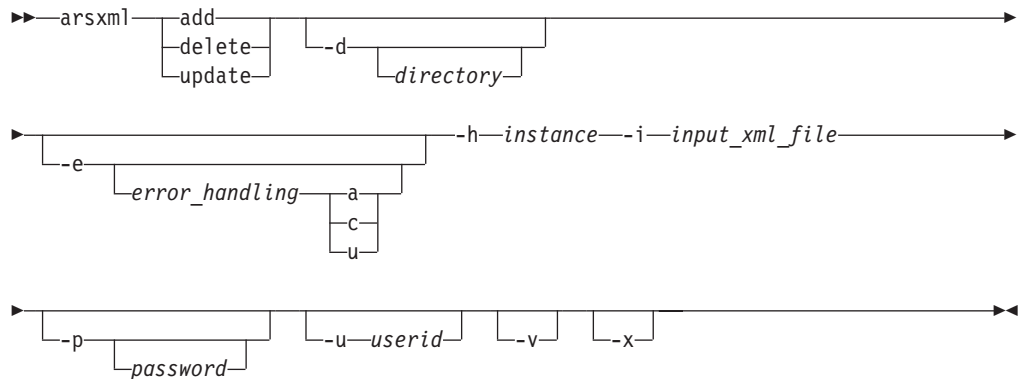 arsxml add -d
delete directory
update
-e -h instance -i input_xml_file
error_handling a
c
u
-p -u userid -v -x
password